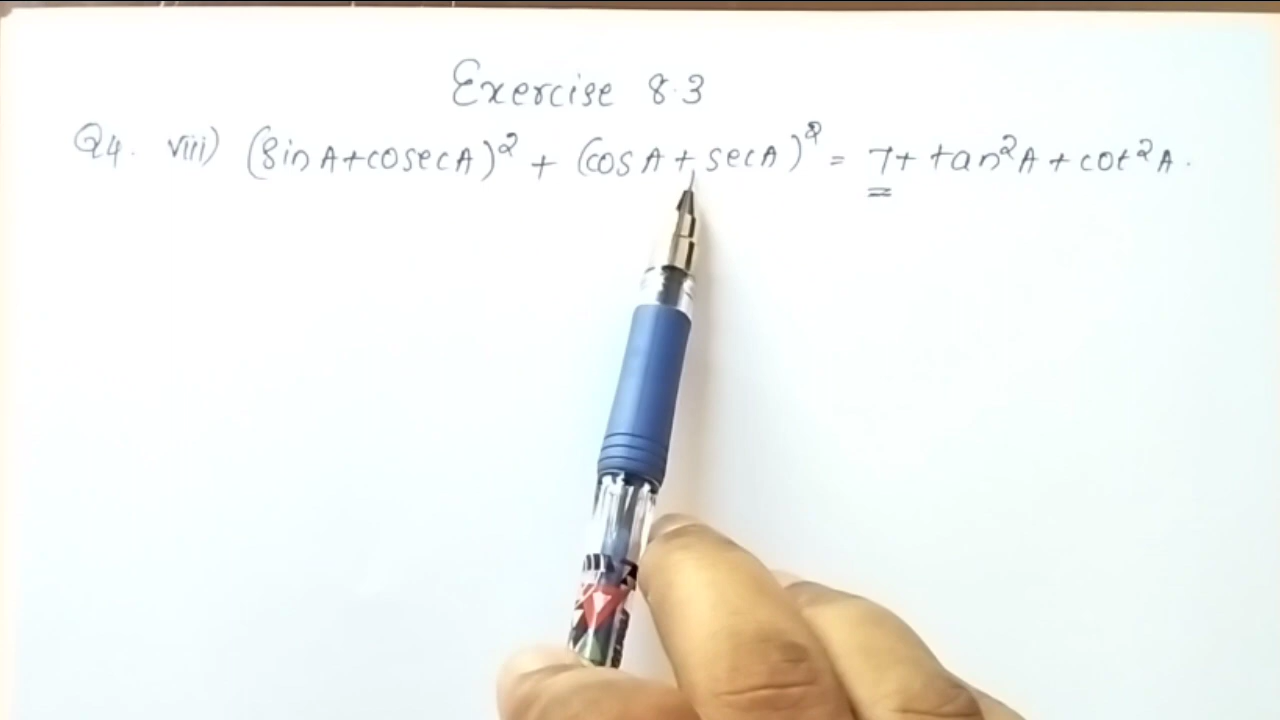 Exercise 8.3
Q4. viii) (sin A + cosec A)² + (cos A + sec A)² = 7 + tan²A + cot²A.